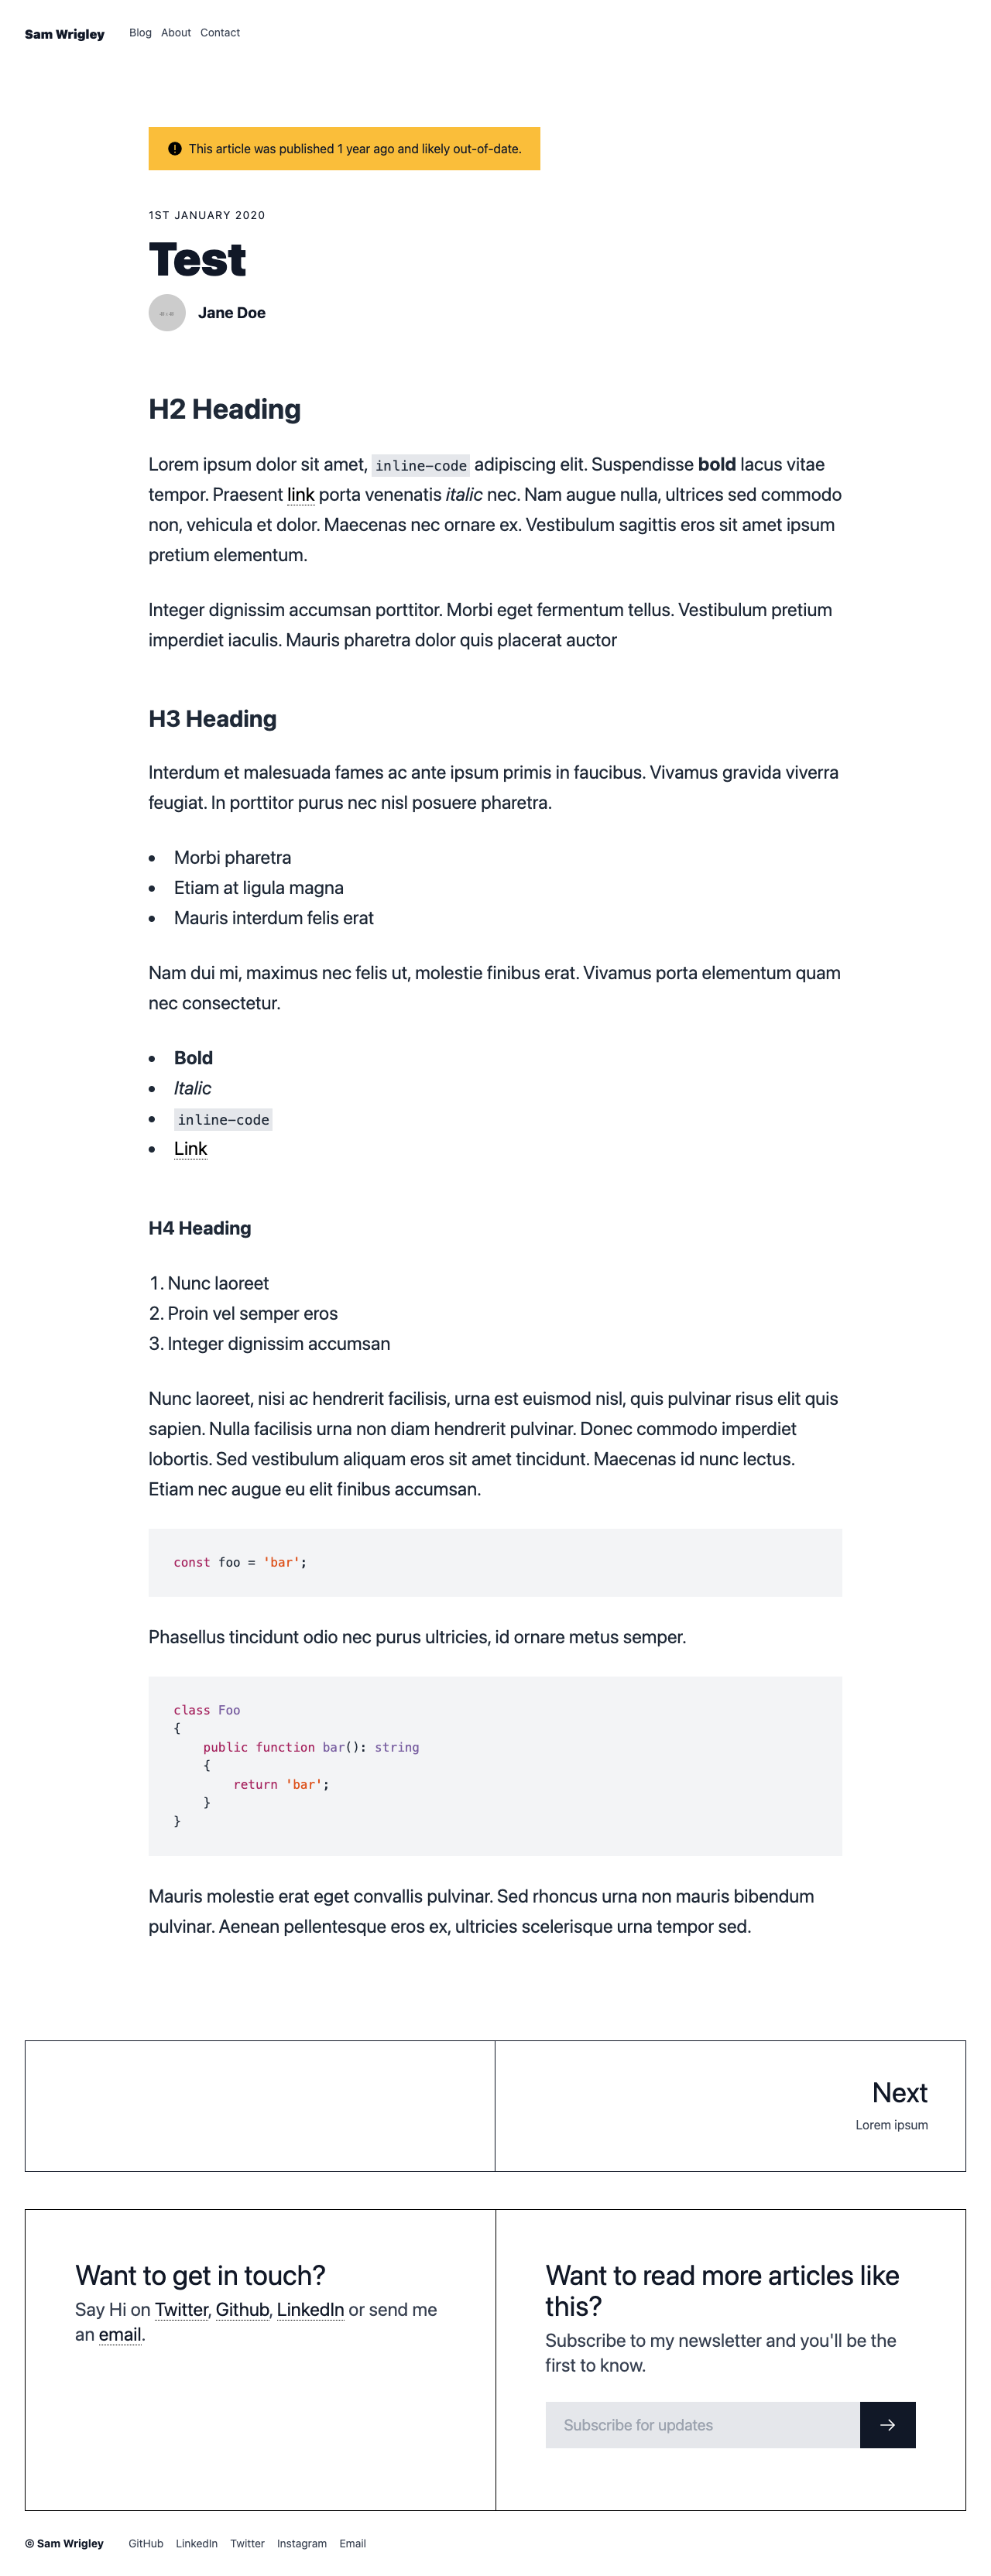 Sam Wrigley Blog About Contact
This article was published 1 year ago and likely out-of-date.
1ST JANUARY 2020
Test
Jane Doe
H2 Heading
Lorem ipsum dolor sit amet, inline-code adipiscing elit. Suspendisse bold lacus vitae
tempor. Praesent link porta venenatis italic nec. Nam augue nulla, ultrices sed commodo
non, vehicula et dolor. Maecenas nec ornare ex. Vestibulum sagittis eros sit amet ipsum
pretium elementum.
Integer dignissim accumsan porttitor. Morbi eget fermentum tellus. Vestibulum pretium
imperdiet iaculis. Mauris pharetra dolor quis placerat auctor
H3 Heading
Interdum et malesuada fames ac ante ipsum primis in faucibus. Vivamus gravida viverra
feugiat. In porttitor purus nec nisl posuere pharetra.
• Morbi pharetra
• Etiam at ligula magna
• Mauris interdum felis erat
Nam dui mi, maximus nec felis ut, molestie finibus erat. Vivamus porta elementum quam
nec consectetur.
• Bold
• Italic
• inline-code
• Link
H4 Heading
1. Nunc laoreet
2. Proin vel semper eros
3. Integer dignissim accumsan
Nunc laoreet, nisi ac hendrerit facilisis, urna est euismod nisl, quis pulvinar risus elit quis
sapien. Nulla facilisis urna non diam hendrerit pulvinar. Donec commodo imperdiet
lobortis. Sed vestibulum aliquam eros sit amet tincidunt. Maecenas id nunc lectus.
Etiam nec augue eu elit finibus accumsan.
const foo = 'bar';
Phasellus tincidunt odio nec purus ultricies, id ornare metus semper.
class Foo
{
    public function bar(): string
    {
        return 'bar';
    }
}
Mauris molestie erat eget convallis pulvinar. Sed rhoncus urna non mauris bibendum
pulvinar. Aenean pellentesque eros ex, ultricies scelerisque urna tempor sed.
Next
Lorem ipsum
Want to get in touch?
Say Hi on Twitter, Github, LinkedIn or send me
an email.
Want to read more articles like
this?
Subscribe to my newsletter and you'll be the
first to know.
Subscribe for updates →
© Sam Wrigley GitHub LinkedIn Twitter Instagram Email